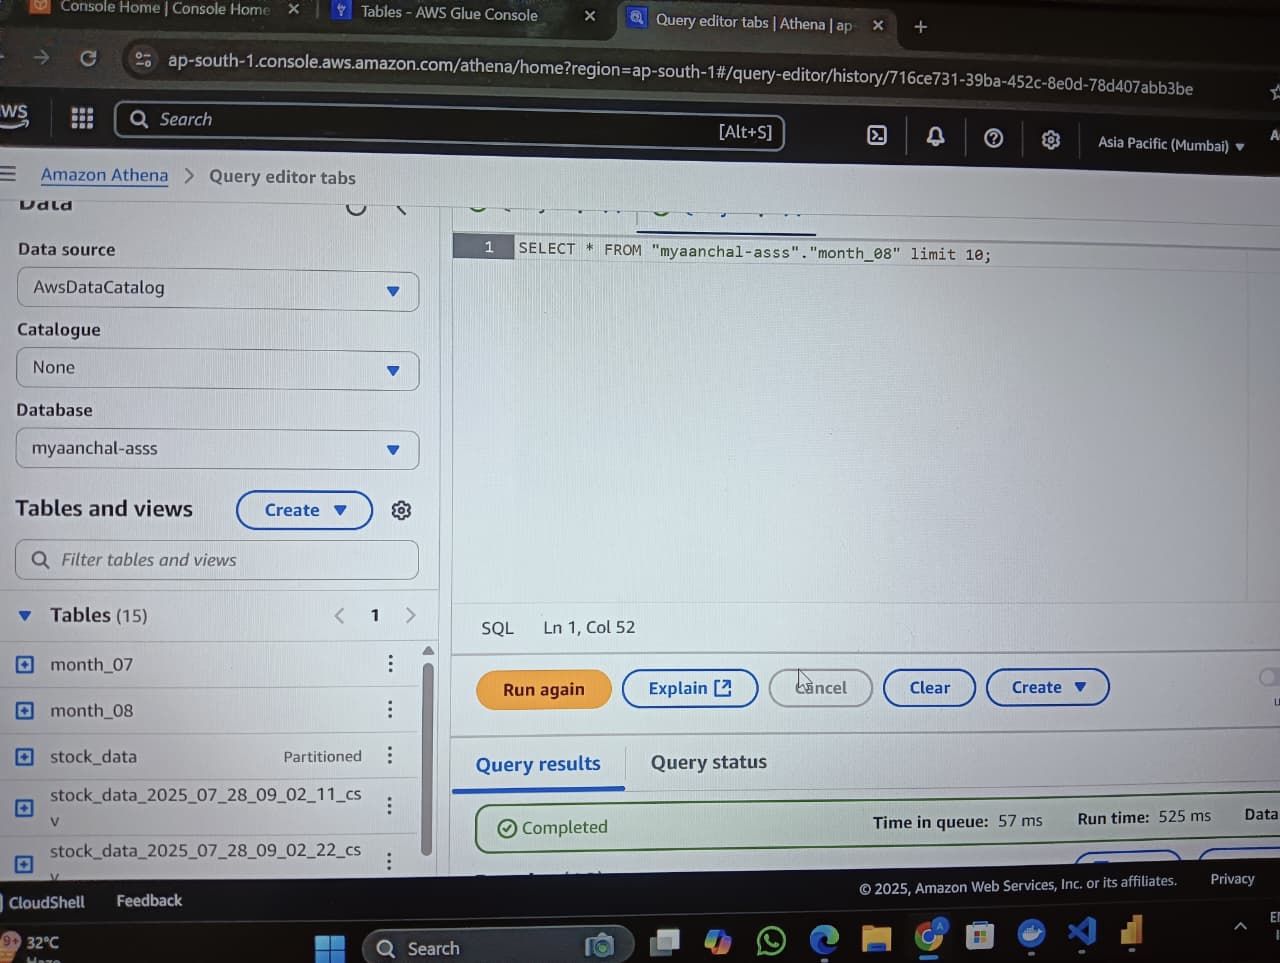 Console Home | Console Home
Tables - AWS Glue Console
Query editor tabs | Athena | ap
ap-south-1.console.aws.amazon.com/athena/home?region=ap-south-1#/query-editor/history/716ce731-39ba-452c-8e0d-78d407abb3be
Search
[Alt+S]
Asia Pacific (Mumbai)
Amazon Athena > Query editor tabs
Data
Data source
AwsDataCatalog
Catalogue
None
Database
myaanchal-asss
Tables and views
Create
Filter tables and views
Tables (15)
1
month_07
month_08
stock_data
Partitioned
stock_data_2025_07_28_09_02_11_cs
v
stock_data_2025_07_28_09_02_22_cs
v
1 SELECT * FROM "myaanchal-asss"."month_08" limit 10;
SQL
Ln 1, Col 52
Run again
Explain
Cancel
Clear
Create
Query results
Query status
Completed
Time in queue: 57 ms
Run time: 525 ms
Data
CloudShell
Feedback
© 2025, Amazon Web Services, Inc. or its affiliates.
Privacy
9+
32°C
Haze
Search